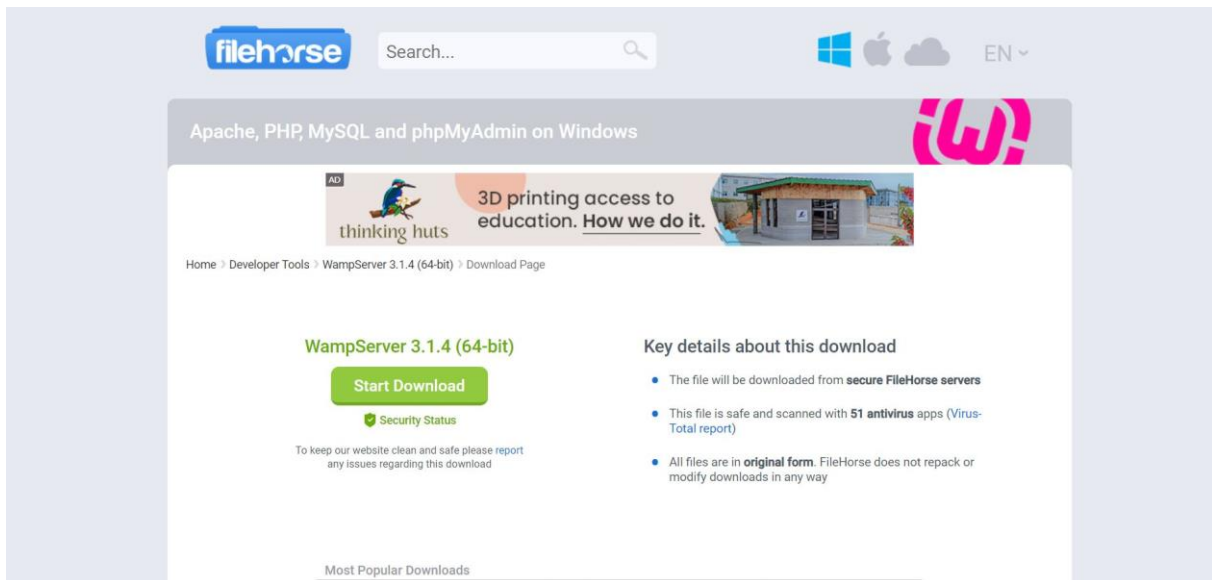 filehorse
Search...
EN
Apache, PHP, MySQL and phpMyAdmin on Windows
AD
thinking huts
3D printing access to
education. How we do it.
Home > Developer Tools > WampServer 3.1.4 (64-bit) > Download Page
WampServer 3.1.4 (64-bit)
Start Download
Security Status
To keep our website clean and safe please report
any issues regarding this download
Key details about this download
The file will be downloaded from secure FileHorse servers
This file is safe and scanned with 51 antivirus apps (Virus-
Total report)
All files are in original form. FileHorse does not repack or
modify downloads in any way
Most Popular Downloads